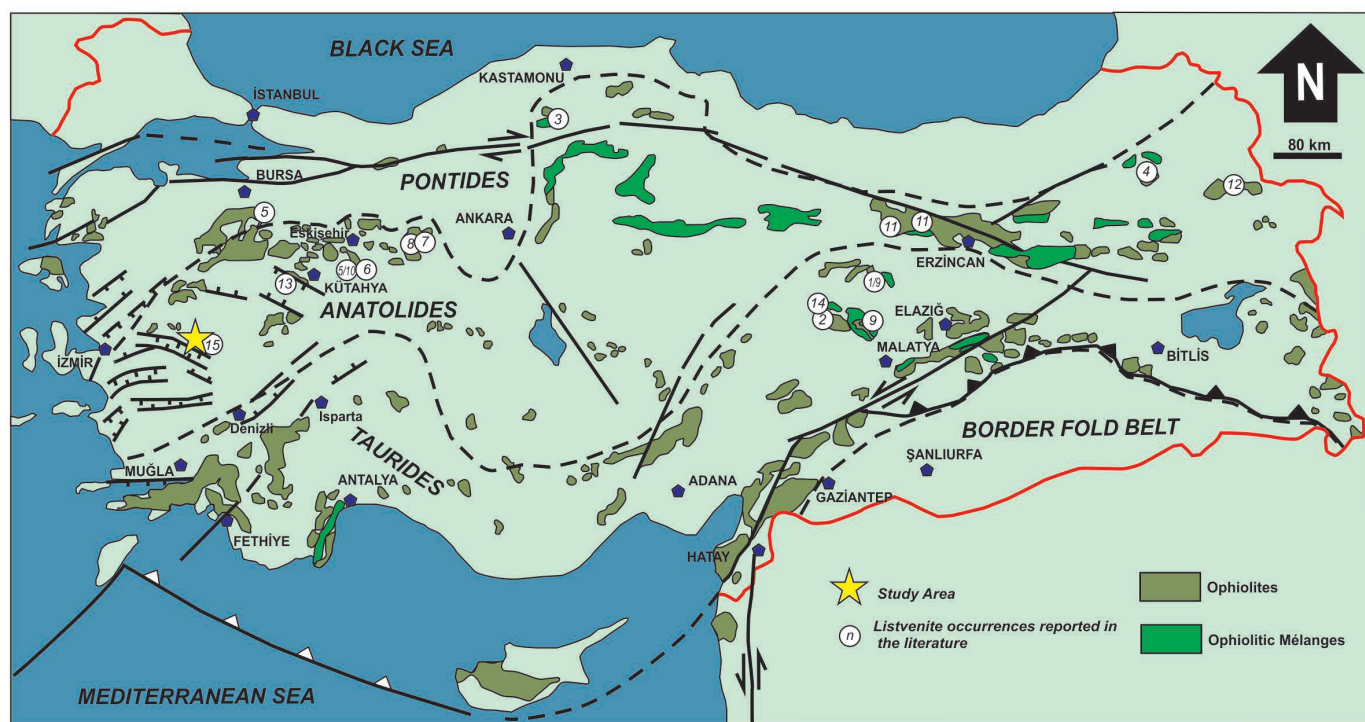 BLACK SEA
N
80 km
KASTAMONU
İSTANBUL
3
BURSA
PONTIDES
4
12
5
ANKARA
Eskişehir
8
7
11
11
ERZİNCAN
5/10
6
13
KÜTAHYA
1/9
ANATOLIDES
14
2
9
ELAZIĞ
MALATYA
15
İZMİR
BİTLİS
Denizli
Isparta
TAURIDES
BORDER FOLD BELT
MUĞLA
ANTALYA
ADANA
ŞANLIURFA
GAZİANTEP
FETHİYE
HATAY
Study Area
n
Listvenite occurrences reported in
the literature
Ophiolites
Ophiolitic Mélanges
MEDITERRANEAN SEA